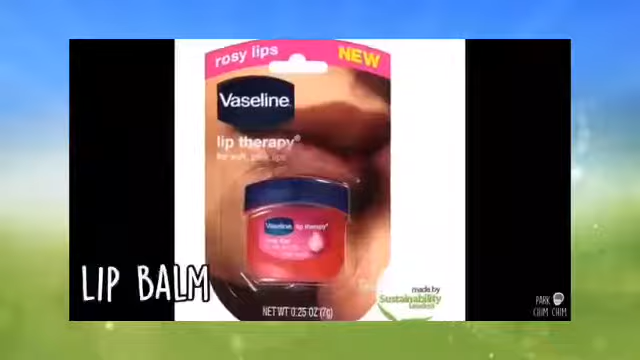 rosy lips
NEW
Vaseline
lip therapy®
for soft, pink lips
Vaseline lip therapy®
LIP BALM
made by
Sustainability
Leaders
NET WT 0.25 OZ (7g)
PARK
CHIM CHIM